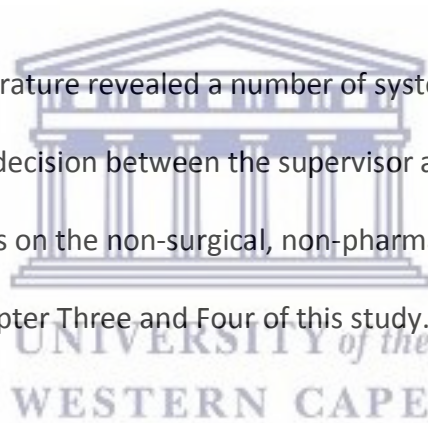 rature revealed a number of syst
decision between the supervisor a
s on the non-surgical, non-pharm
pter Three and Four of this study.
UNIVERSITY of the
WESTERN CAPE